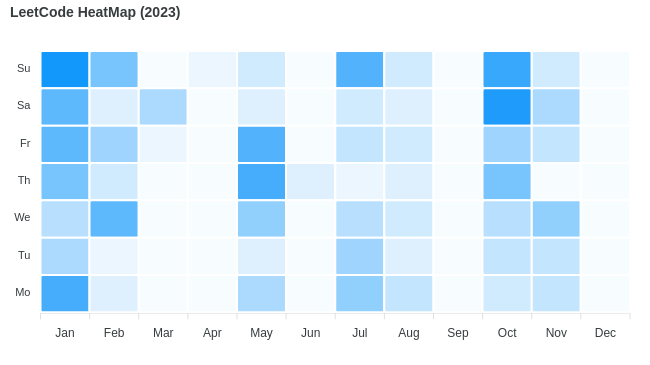 LeetCode HeatMap (2023)
Su
Sa
Fr
Th
We
Tu
Mo
Jan Feb Mar Apr May Jun Jul Aug Sep Oct Nov Dec